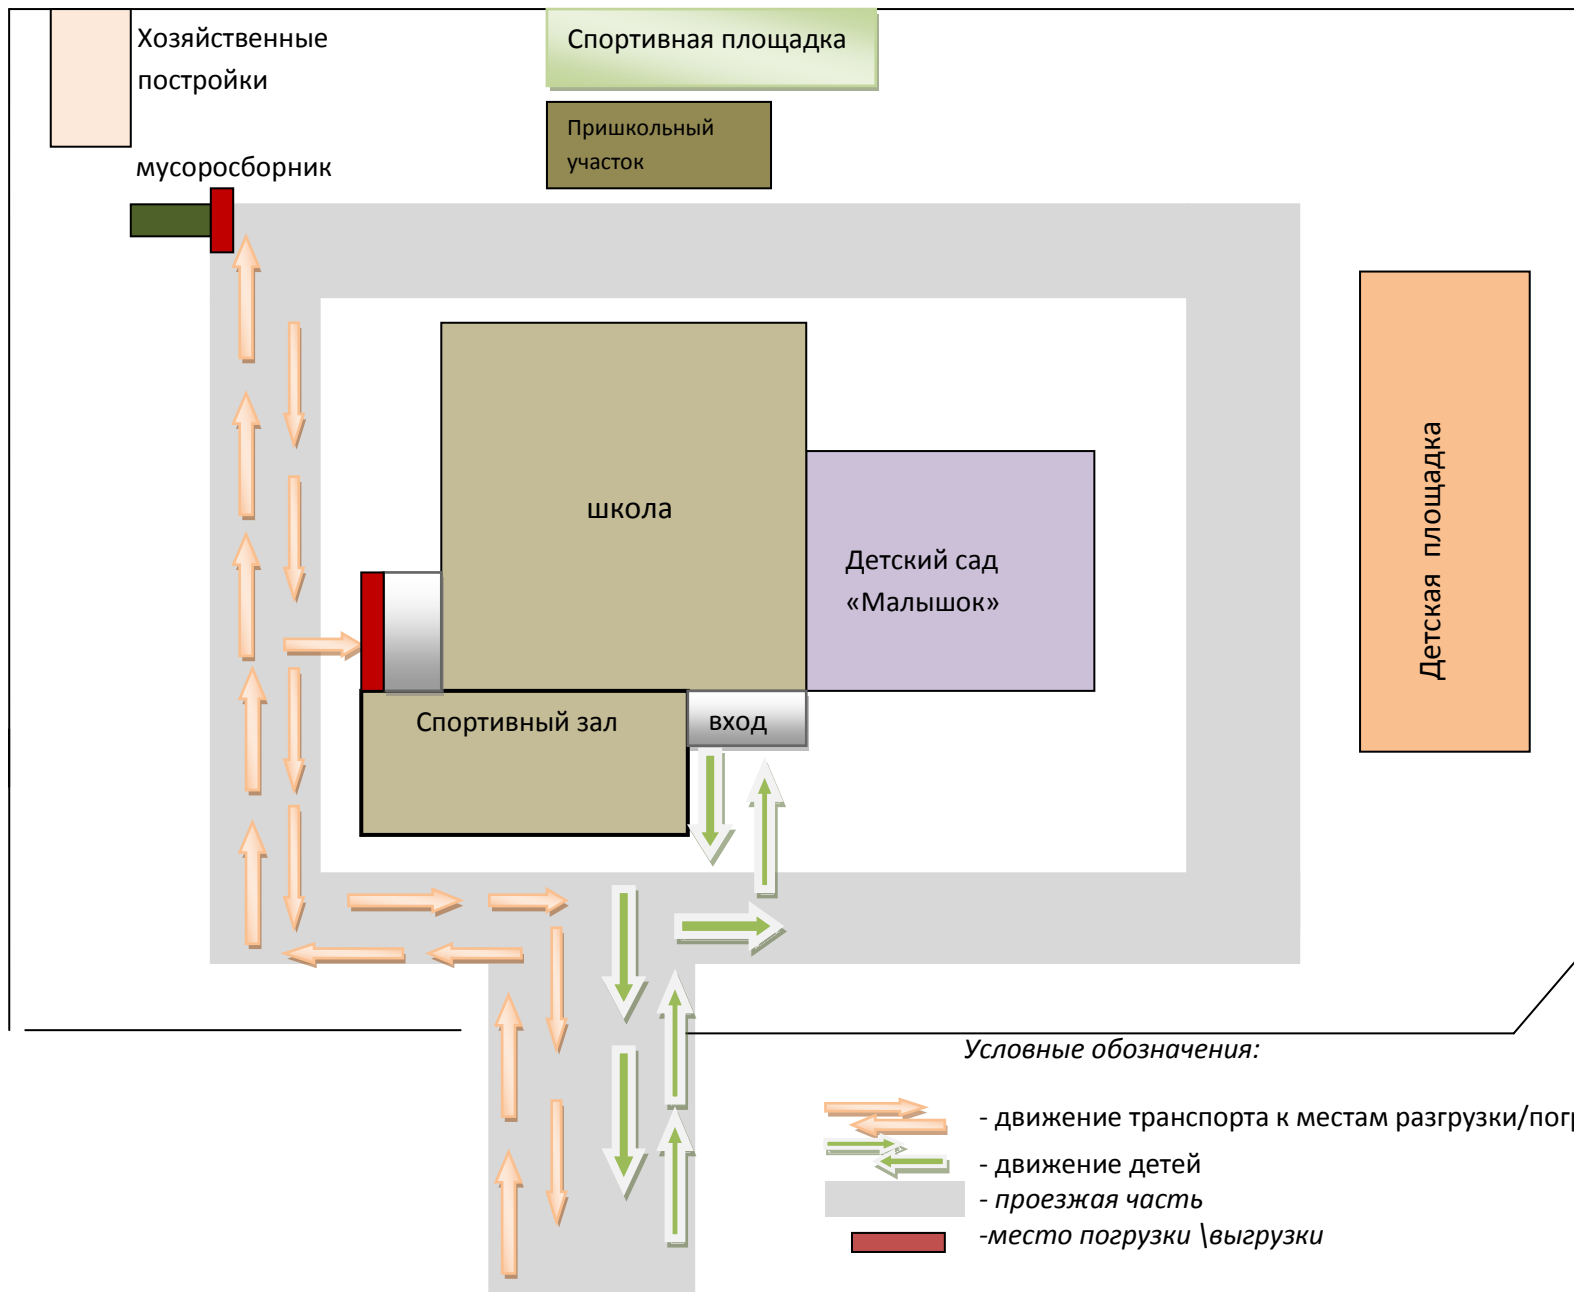 Хозяйственные
постройки
Спортивная площадка
Пришкольный
участок
мусоросборник
школа
Детский сад
«Малышок»
Детская площадка
Спортивный зал
вход
Условные обозначения:
- движение транспорта к местам разгрузки/погр
- движение детей
- проезжая часть
-место погрузки \выгрузки